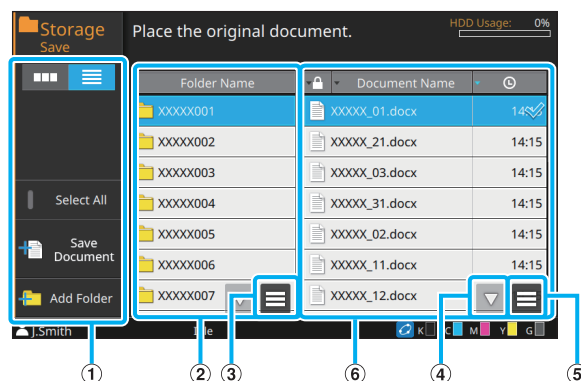 Storage
Save
Place the original document.
HDD Usage: 0%
Folder Name
Document Name
XXXXX001
XXXXX_01.docx
XXXXX002
XXXXX_21.docx 14:15
XXXXX003
XXXXX_03.docx 14:15
Select All
XXXXX004
XXXXX_31.docx 14:15
Save
Document
XXXXX005
XXXXX_02.docx 14:15
XXXXX006
XXXXX_11.docx 14:15
Add Folder
XXXXX007
XXXXX_12.docx
J.Smith
Idle
K C M Y G
1 2 3 6 4 5